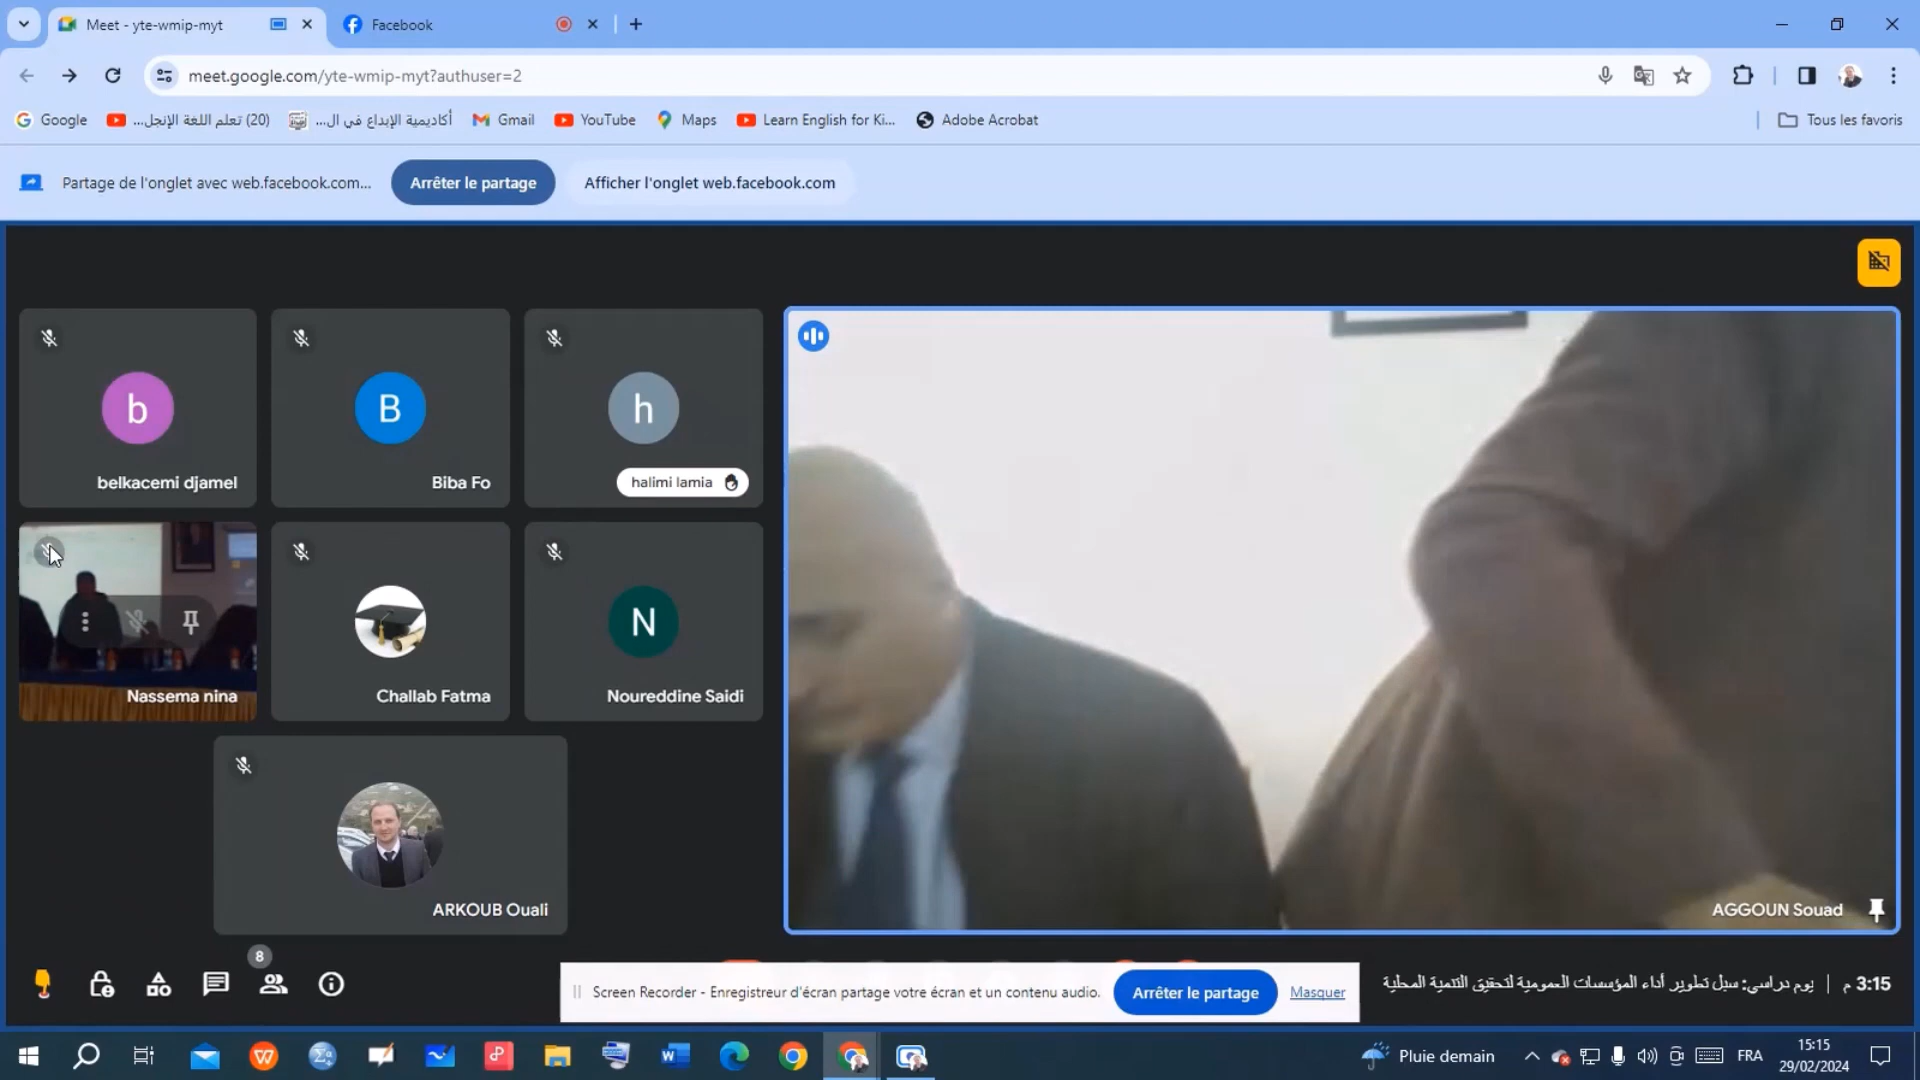 Meet - yte-wmip-myt
Facebook
meet.google.com/yte-wmip-myt?authuser=2
Google
(20) تعلم اللغة الإنجل...
أكاديمية الإبداع في ال...
Gmail
YouTube
Maps
Learn English for Ki...
Adobe Acrobat
Tous les favoris
Partage de l'onglet avec web.facebook.com...
Arrêter le partage
Afficher l'onglet web.facebook.com
b
belkacemi djamel
B
Biba Fo
h
halimi lamia
Nassema nina
Challab Fatma
N
Noureddine Saidi
ARKOUB Ouali
AGGOUN Souad
8
Screen Recorder - Enregistreur d'écran partage votre écran et un contenu audio.
Arrêter le partage
Masquer
يوم دراسي: سبل تطوير أداء المؤسسات العمومية لتحقيق التنمية المحلية
3:15 م
Pluie demain
FRA
15:15
29/02/2024